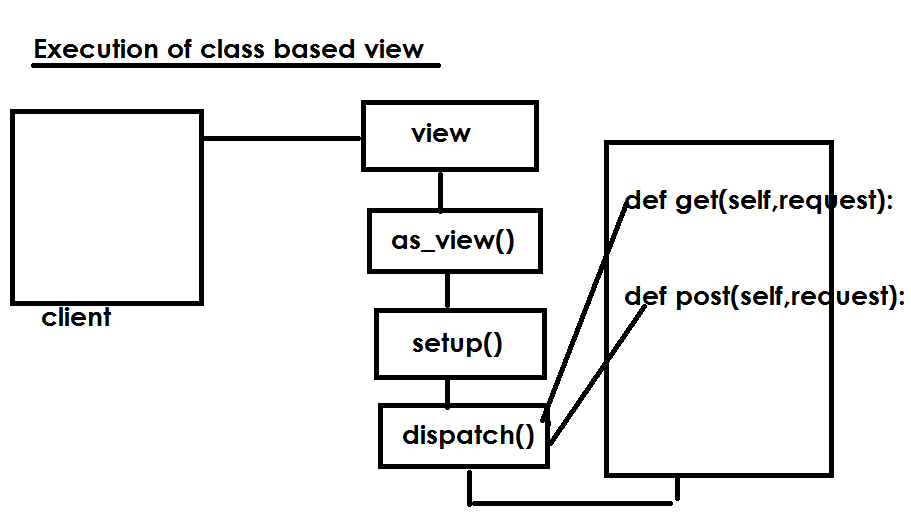 Execution of class based view
view
def get(self,request):
as_view()
def post(self,request):
client
setup()
dispatch()